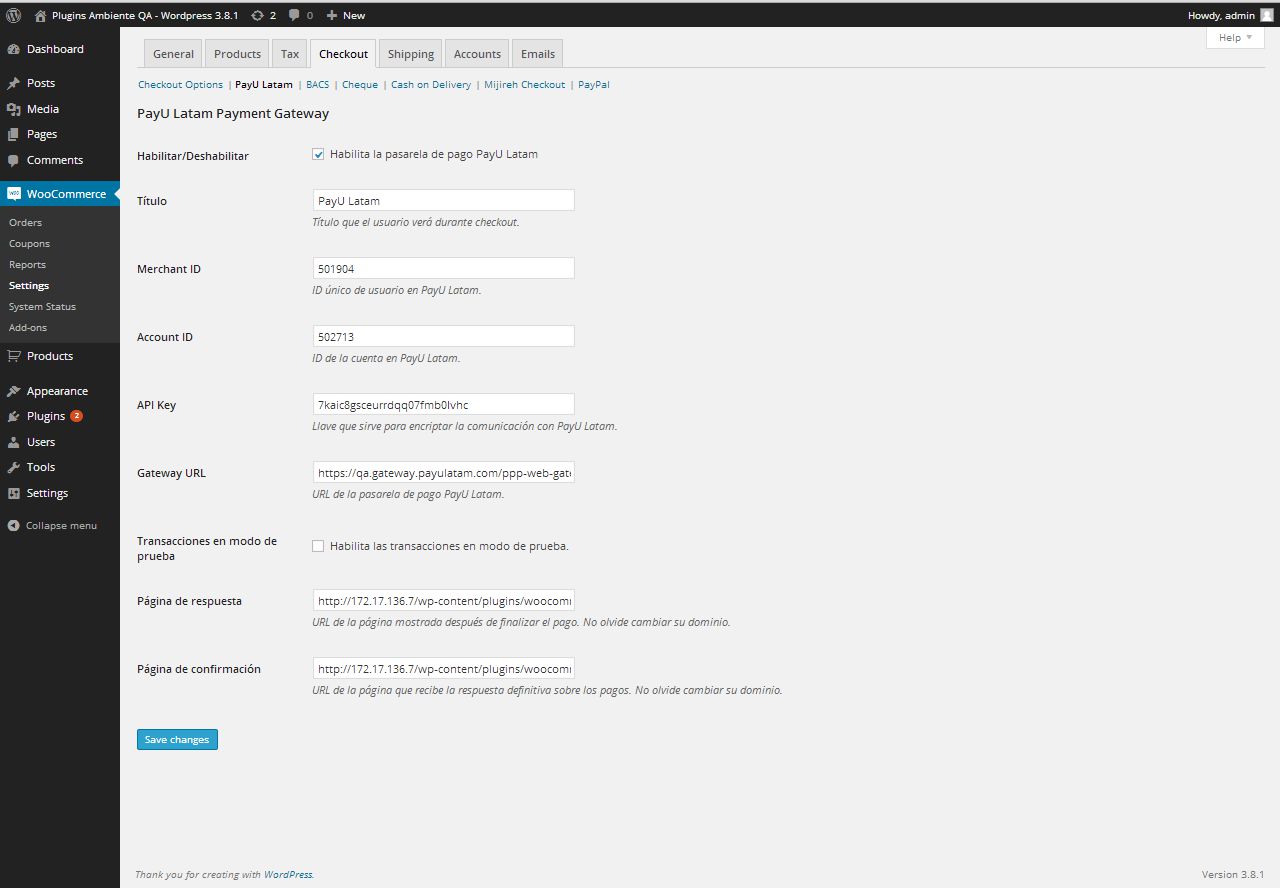 Plugins Ambiente QA - Wordpress 3.8.1 2 0 New Howdy, admin
Help
Dashboard
Posts
Media
Pages
Comments
WooCommerce
Orders
Coupons
Reports
Settings
System Status
Add-ons
Products
Appearance
Plugins 2
Users
Tools
Settings
Collapse menu
General Products Tax Checkout Shipping Accounts Emails
Checkout Options | PayU Latam | BACS | Cheque | Cash on Delivery | Mijireh Checkout | PayPal
PayU Latam Payment Gateway
Habilitar/Deshabilitar Habilita la pasarela de pago PayU Latam
Título PayU Latam
Título que el usuario verá durante checkout.
Merchant ID 501904
ID único de usuario en PayU Latam.
Account ID 502713
ID de la cuenta en PayU Latam.
API Key 7kaic8gsceurrdqq07fmb0lvhc
Llave que sirve para encriptar la comunicación con PayU Latam.
Gateway URL https://qa.gateway.payulatam.com/ppp-web-gate
URL de la pasarela de pago PayU Latam.
Transacciones en modo de
prueba
Habilita las transacciones en modo de prueba.
Página de respuesta http://172.17.136.7/wp-content/plugins/woocom
URL de la página mostrada después de finalizar el pago. No olvide cambiar su dominio.
Página de confirmación http://172.17.136.7/wp-content/plugins/woocom
URL de la página que recibe la respuesta definitiva sobre los pagos. No olvide cambiar su dominio.
Save changes
Thank you for creating with WordPress. Version 3.8.1